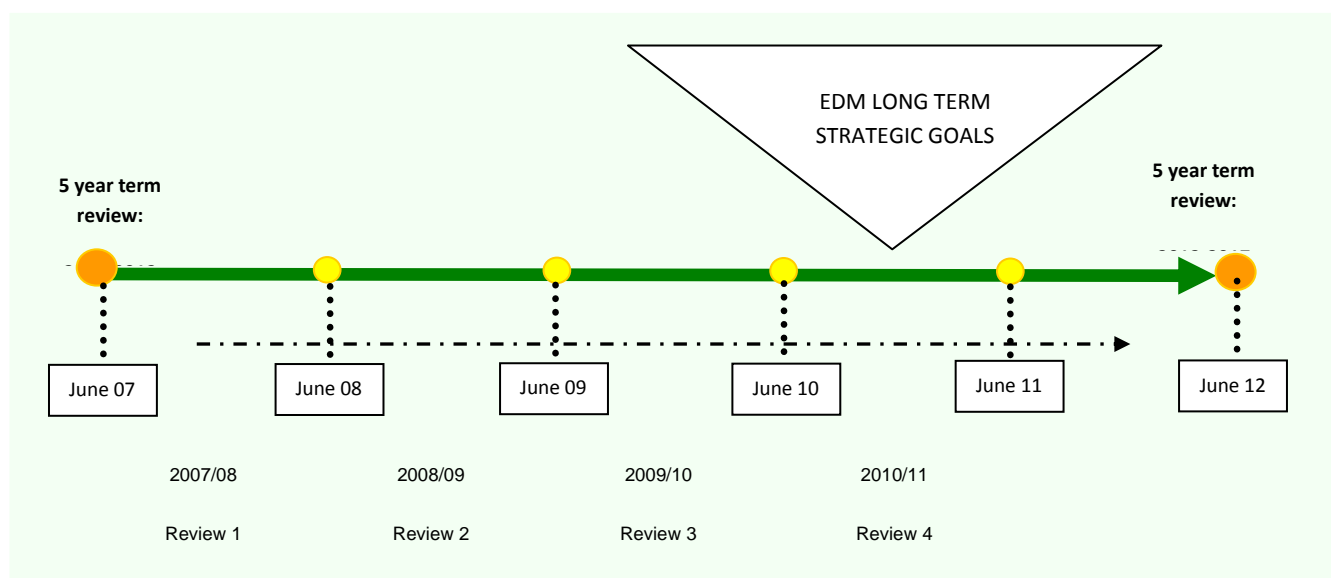 EDM LONG TERM
STRATEGIC GOALS
5 year term
review:
5 year term
review:
June 07
June 08
June 09
June 10
June 11
June 12
2007/08
2008/09
2009/10
2010/11
Review 1
Review 2
Review 3
Review 4